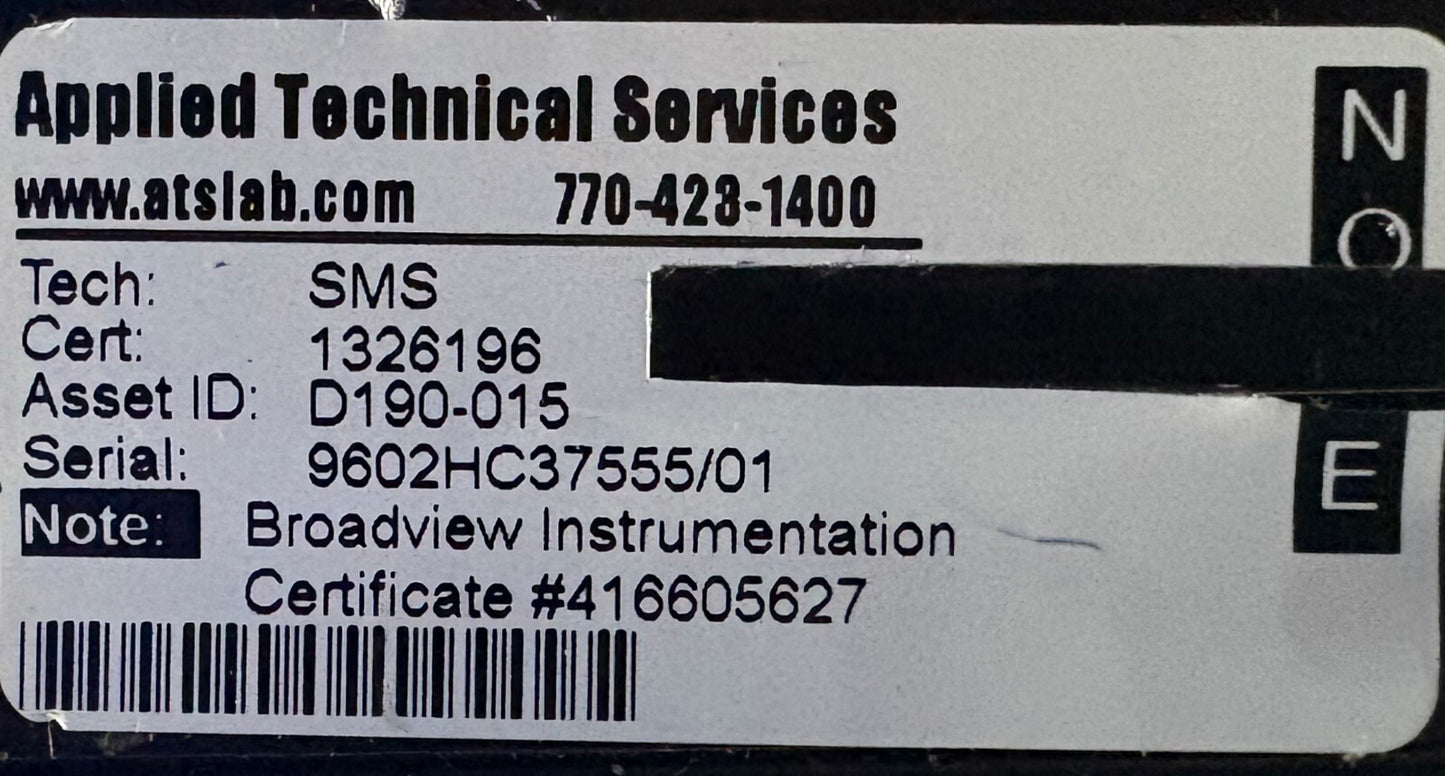 Applied Technical Services
www.atslab.com 770-423-1400
Tech: SMS
Cert: 1326196
Asset ID: D190-015
Serial: 9602HC37555/01
Note: Broadview Instrumentation
Certificate #416605627